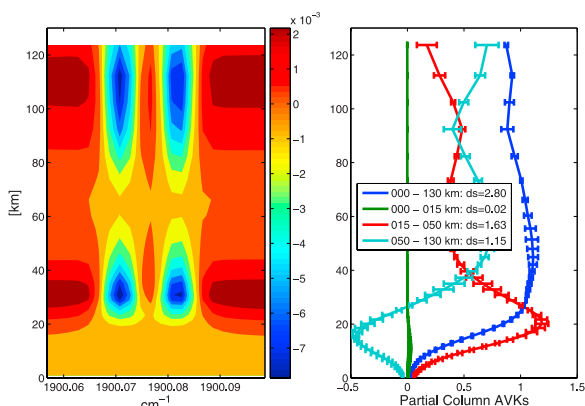 x 10⁻³
120
100
80
60
40
20
0
[km]
1900.06 1900.07 1900.08 1900.09
cm⁻¹
2
1
0
−1
−2
−3
−4
−5
−6
−7
120
100
80
60
40
20
0
000 − 130 km: ds=2.80
000 − 015 km: ds=0.02
015 − 050 km: ds=1.63
050 − 130 km: ds=1.15
−0.5 0 0.5 1 1.5
Partial Column AVKs